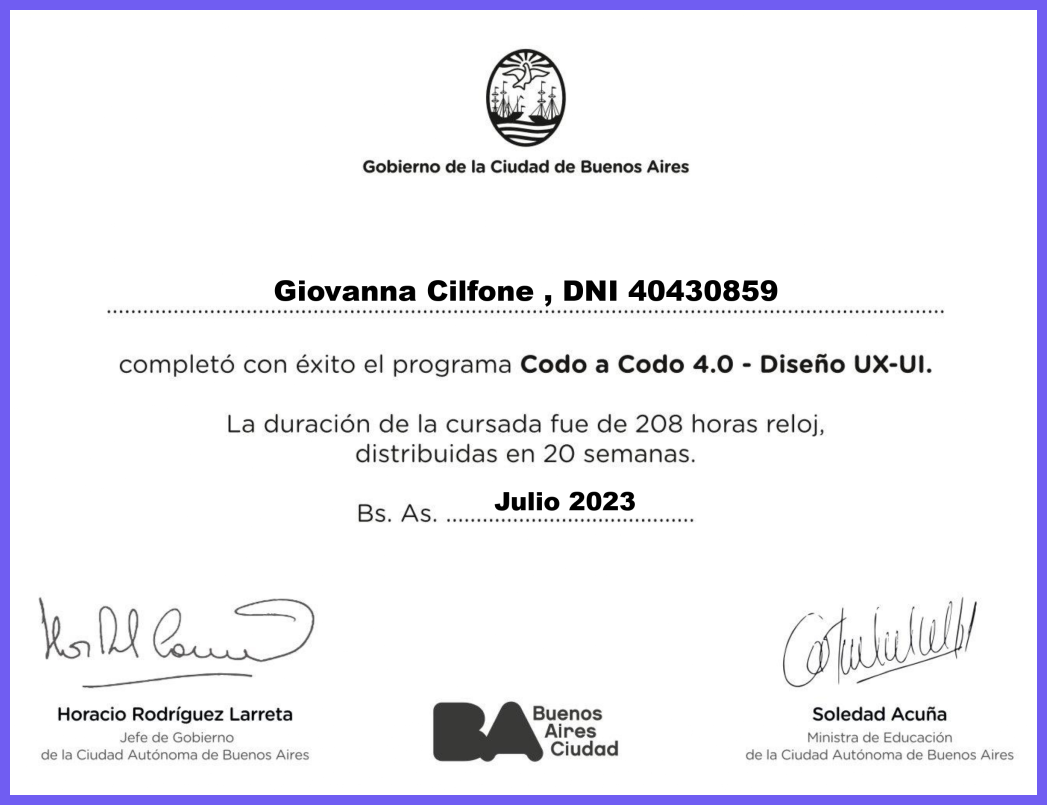 Gobierno de la Ciudad de Buenos Aires
Giovanna Cilfone , DNI 40430859
completó con éxito el programa Codo a Codo 4.0 - Diseño UX-UI.
La duración de la cursada fue de 208 horas reloj,
distribuidas en 20 semanas.
Bs. As. Julio 2023
Horacio Rodríguez Larreta
Jefe de Gobierno
de la Ciudad Autónoma de Buenos Aires
BA Buenos
Aires
Ciudad
Soledad Acuña
Ministra de Educación
de la Ciudad Autónoma de Buenos Aires